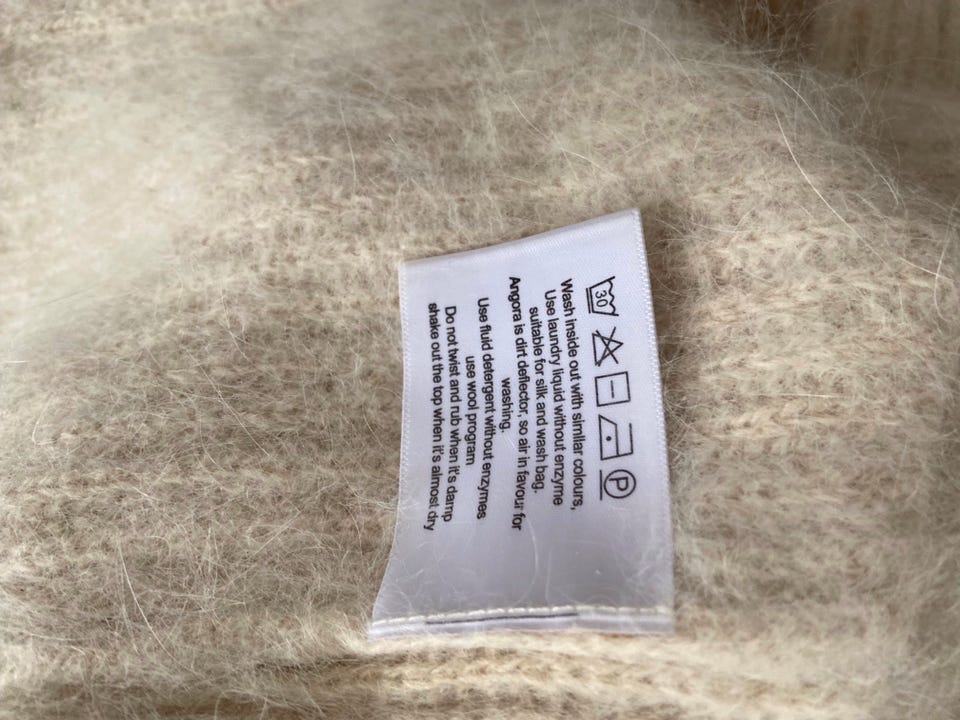 30 P
Wash inside out with similar colours,
Use laundry liquid without enzyme
suitable for silk and wash bag.
Angora is dirt deflector, so air in favour for
washing.
Use fluid detergent without enzymes
use wool program
Do not twist and rub when it's damp
shake out the top when it's almost dry